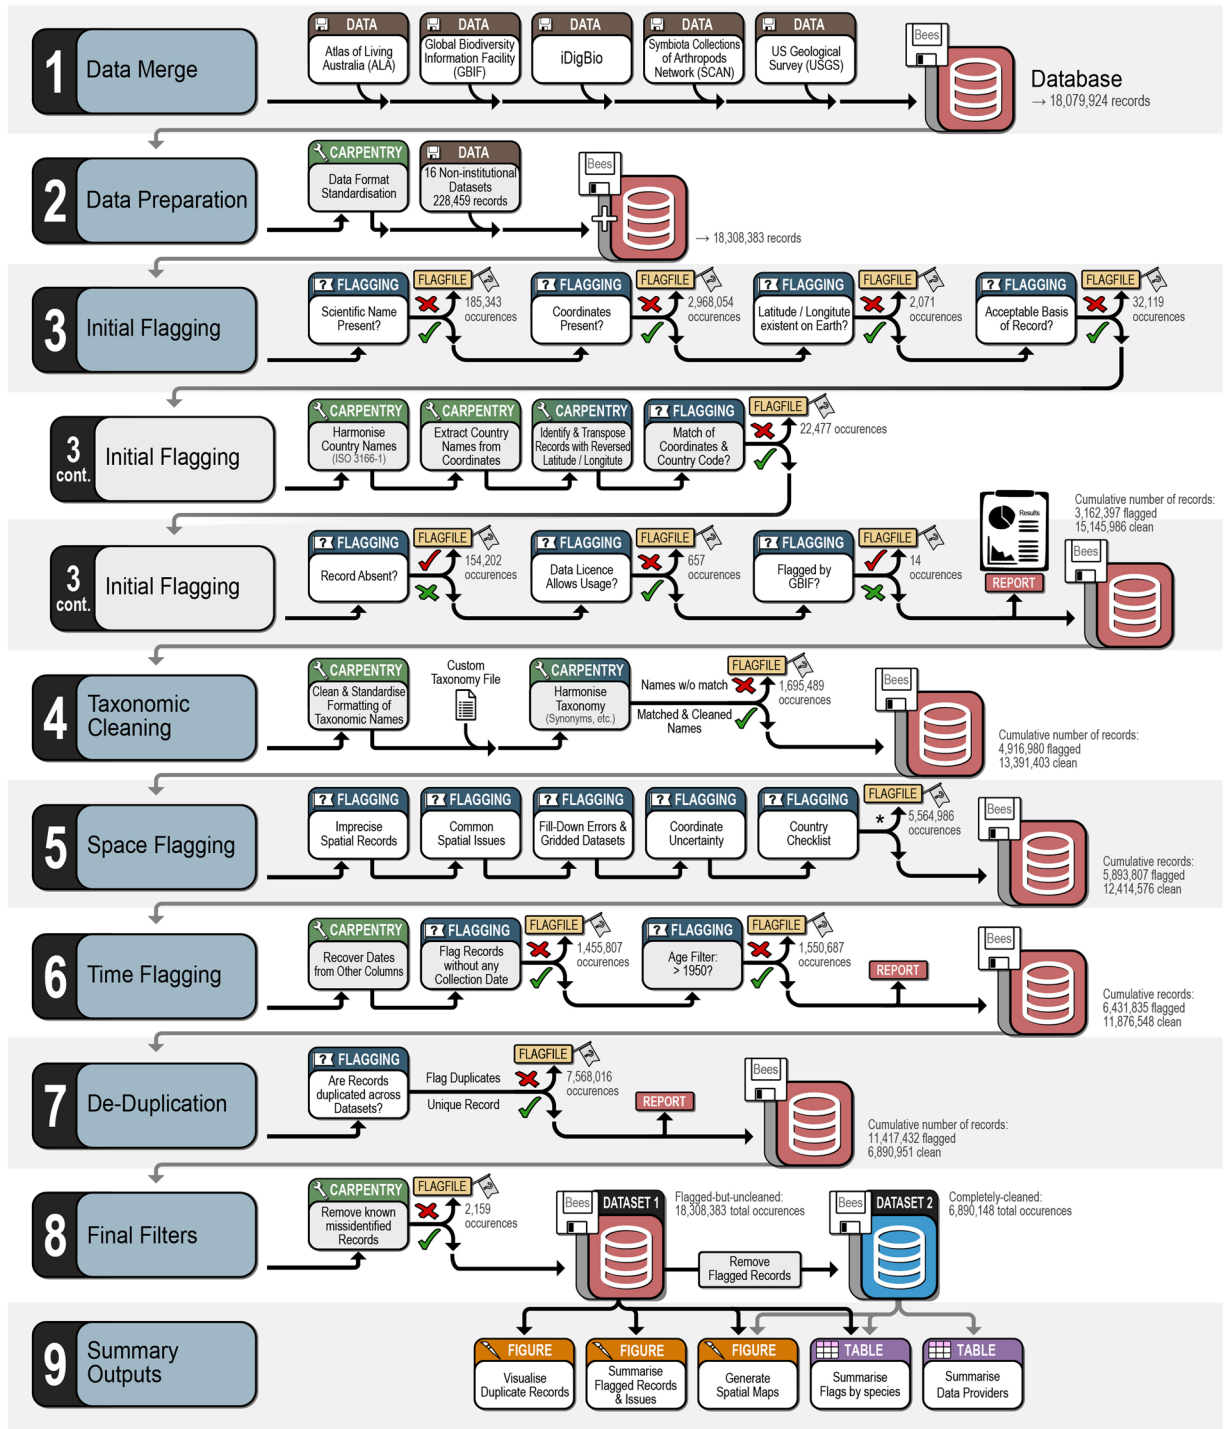 1
Data Merge
DATA
Atlas of Living
Australia (ALA)
DATA
Global Biodiversity
Information Facility
(GBIF)
DATA
iDigBio
DATA
Symbiota Collections
of Arthropods
Network (SCAN)
DATA
US Geological
Survey (USGS)
Bees
Database
→ 18,079,924 records
2
Data Preparation
CARPENTRY
Data Format
Standardisation
DATA
16 Non-institutional
Datasets
228,459 records
Bees
→ 18,308,383 records
3
Initial Flagging
FLAGGING
Scientific Name
Present?
FLAGFILE
185,343
occurences
FLAGGING
Coordinates
Present?
FLAGFILE
2,968,054
occurences
FLAGGING
Latitude / Longitute
existent on Earth?
FLAGFILE
2,071
occurences
FLAGGING
Acceptable Basis
of Record?
FLAGFILE
32,119
occurences
3
cont.
Initial Flagging
CARPENTRY
Harmonise
Country Names
(ISO 3166-1)
CARPENTRY
Extract Country
Names from
Coordinates
CARPENTRY
Identify & Transpose
Records with Reversed
Latitude / Longitute
FLAGGING
Match of
Coordinates &
Country Code?
FLAGFILE
22,477 occurences
3
cont.
Initial Flagging
FLAGGING
Record Absent?
FLAGFILE
154,202
occurences
FLAGGING
Data Licence
Allows Usage?
FLAGFILE
657
occurences
FLAGGING
Flagged by
GBIF?
FLAGFILE
14
occurences
Results
REPORT
Cumulative number of records:
3,162,397 flagged
15,145,986 clean
Bees
4
Taxonomic
Cleaning
CARPENTRY
Clean & Standardise
Formatting of
Taxonomic Names
Custom
Taxonomy File
CARPENTRY
Harmonise
Taxonomy
(Synonyms, etc.)
Names w/o match
Matched & Cleaned
Names
FLAGFILE
1,695,489
occurences
Bees
Cumulative number of records:
4,916,980 flagged
13,391,403 clean
5
Space Flagging
FLAGGING
Imprecise
Spatial Records
FLAGGING
Common
Spatial Issues
FLAGGING
Fill-Down Errors &
Gridded Datasets
FLAGGING
Coordinate
Uncertainty
FLAGGING
Country
Checklist
*
FLAGFILE
5,564,986
occurences
Bees
Cumulative records:
5,893,807 flagged
12,414,576 clean
6
Time Flagging
CARPENTRY
Recover Dates
from Other Columns
FLAGGING
Flag Records
without any
Collection Date
FLAGFILE
1,455,807
occurences
FLAGGING
Age Filter:
> 1950?
FLAGFILE
1,550,687
occurences
REPORT
Bees
Cumulative records:
6,431,835 flagged
11,876,548 clean
7
De-Duplication
FLAGGING
Are Records
duplicated across
Datasets?
Flag Duplicates
Unique Record
FLAGFILE
7,568,016
occurences
REPORT
Bees
Cumulative number of records:
11,417,432 flagged
6,890,951 clean
8
Final Filters
CARPENTRY
Remove known
missidentified
Records
FLAGFILE
2,159
occurences
Bees
DATASET 1
Flagged-but-uncleaned:
18,308,383 total occurences
Remove
Flagged Records
Bees
DATASET 2
Completely-cleaned:
6,890,148 total occurences
9
Summary
Outputs
FIGURE
Visualise
Duplicate Records
FIGURE
Summarise
Flagged Records
& Issues
FIGURE
Generate
Spatial Maps
TABLE
Summarise
Flags by species
TABLE
Summarise
Data Providers